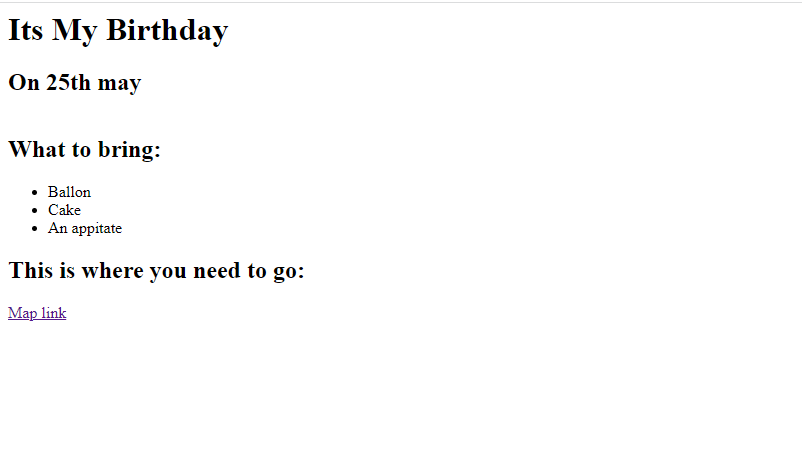 Its My Birthday
On 25th may
What to bring:
Ballon
Cake
An appitate
This is where you need to go:
Map link